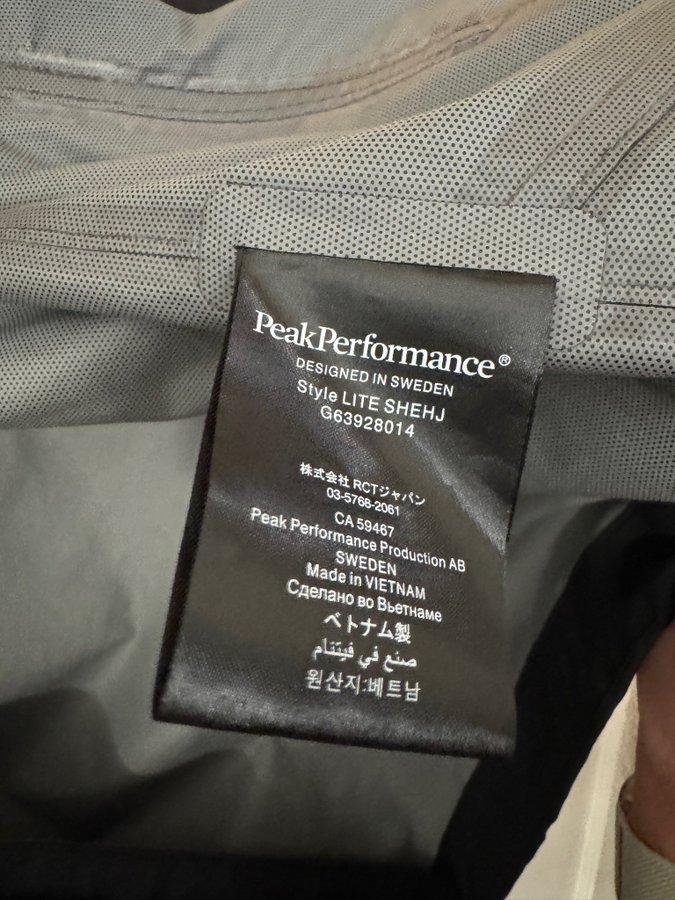 PeakPerformance®
DESIGNED IN SWEDEN
Style LITE SHEHJ
G63928014
株式会社 RCTジャパン
03-5768-2061
CA 59467
Peak Performance Production AB
SWEDEN
Made in VIETNAM
Сделано во Вьетнаме
ベトナム製
صنع في فيتنام
원산지:베트남